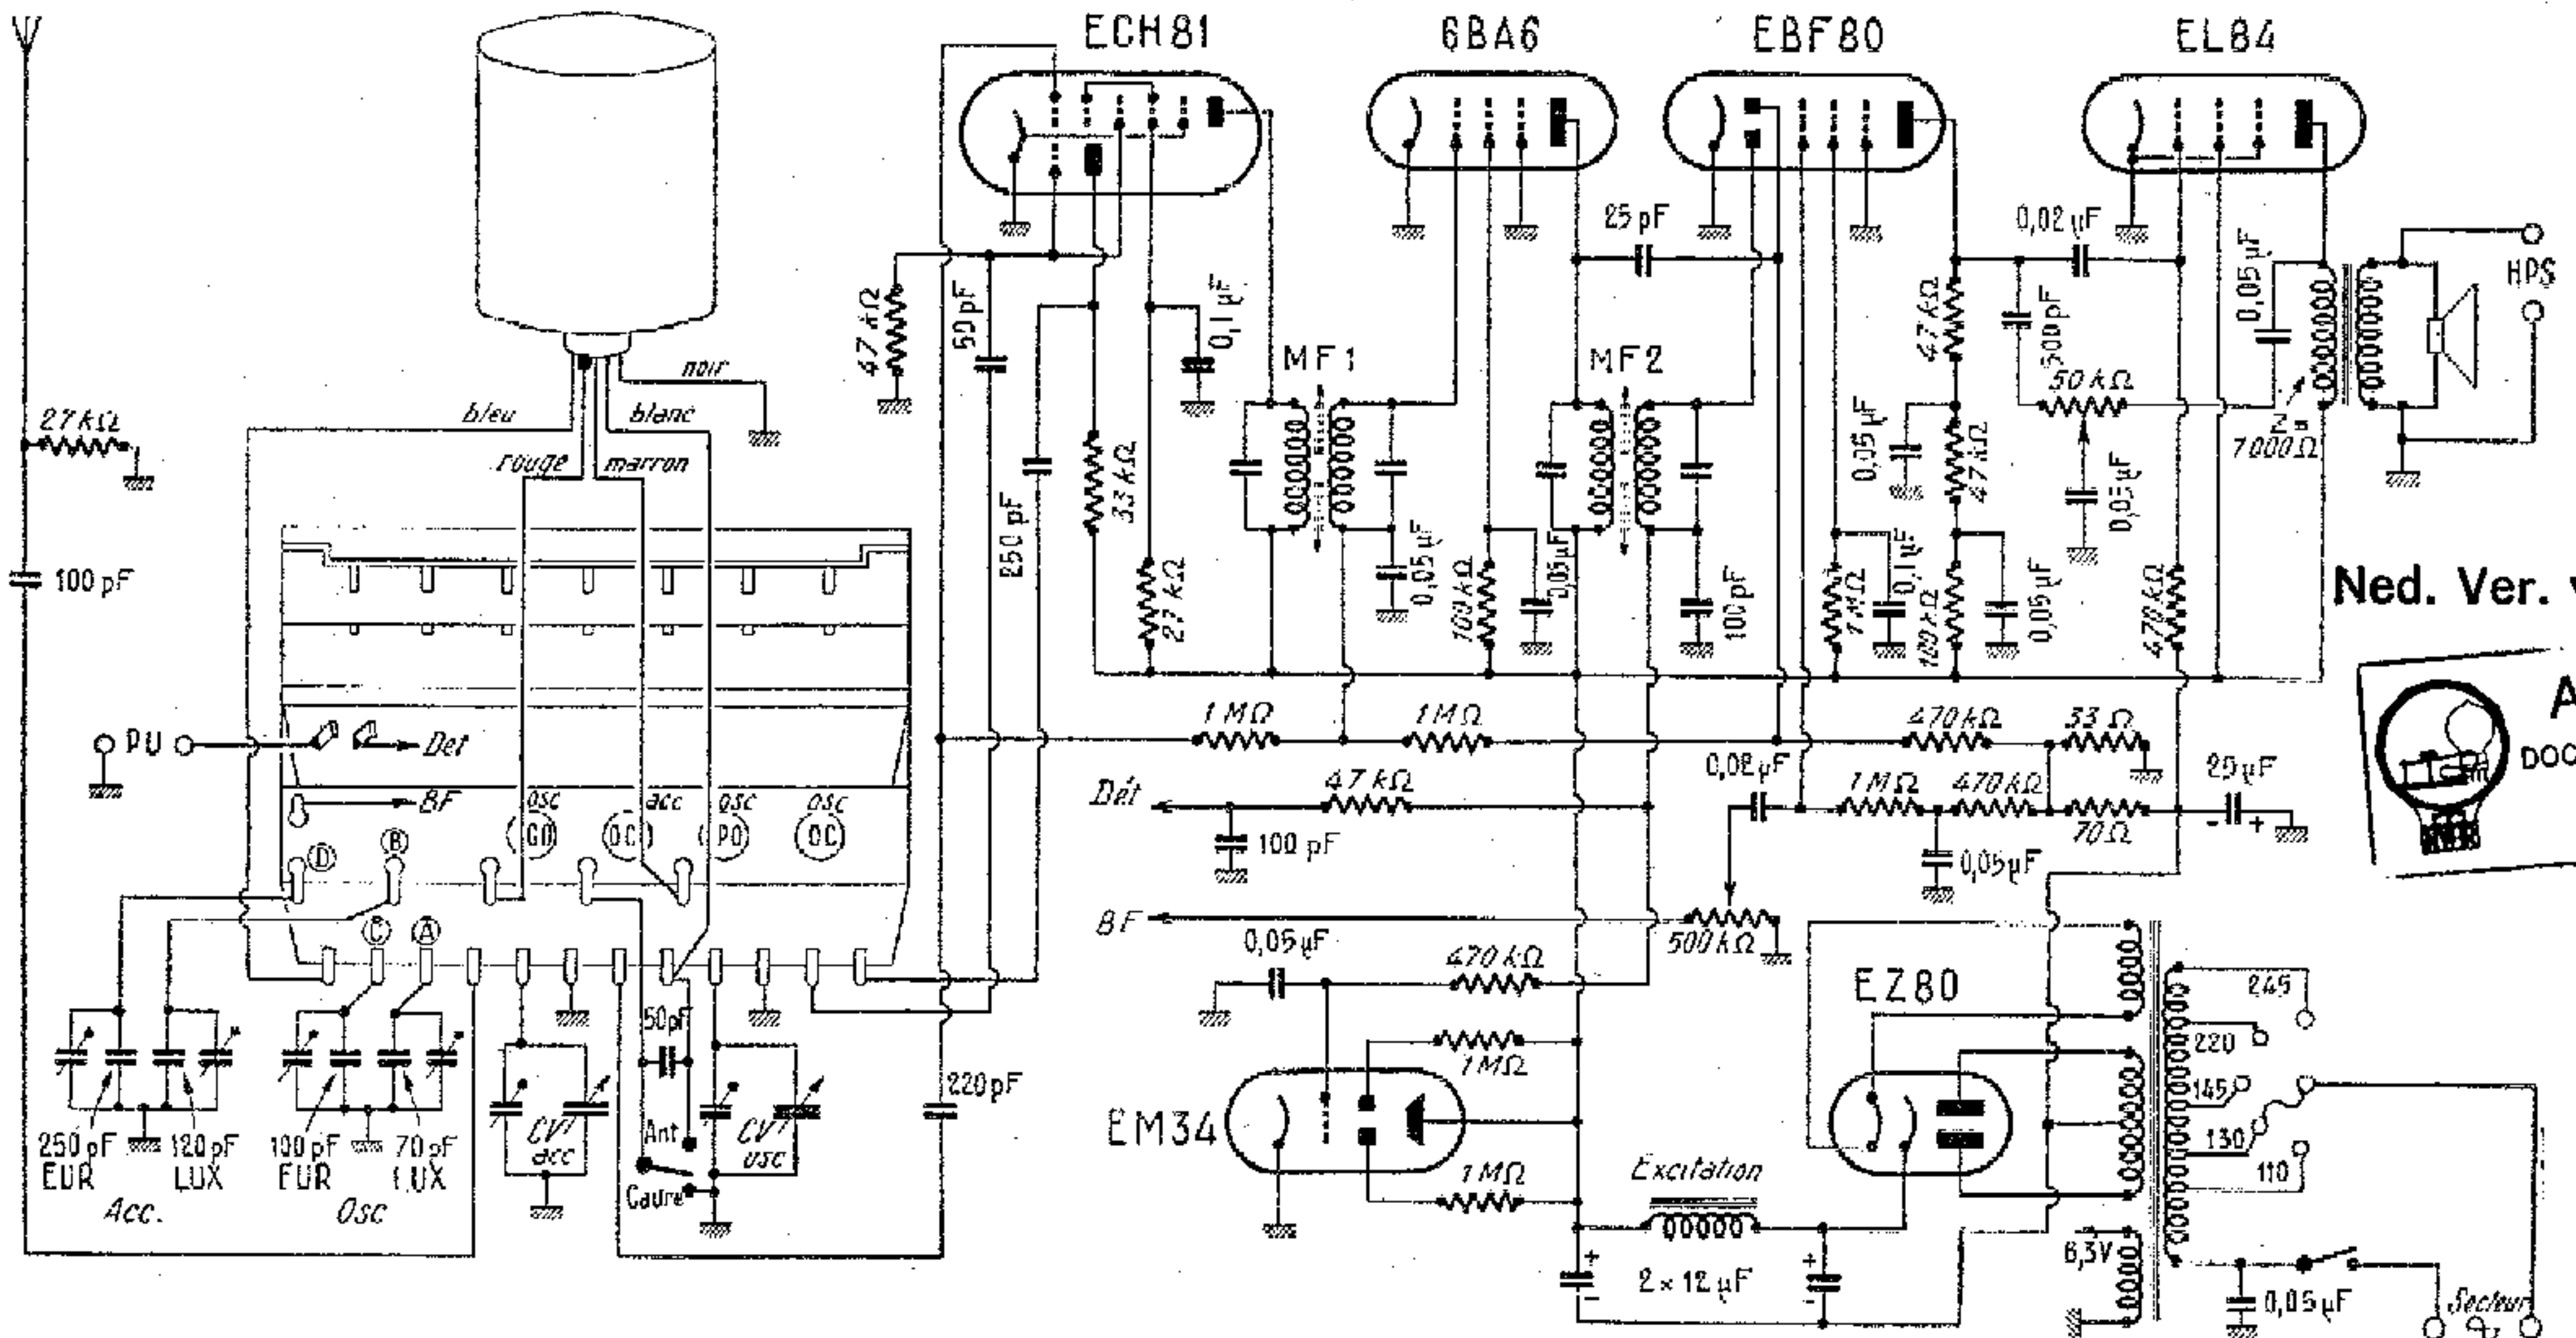 ECH81
6BA6
EBF80
EL84
27 kΩ
100 pF
noir
bleu
blanc
rouge
marron
47 kΩ
50 pF
250 pF
33 kΩ
27 kΩ
0,1 µF
MF1
0,05 µF
100 kΩ
0,05 µF
25 pF
MF2
100 pF
1 MΩ
0,1 µF
47 kΩ
0,05 µF
47 kΩ
100 kΩ
0,05 µF
0,02 µF
500 pF
50 kΩ
0,05 µF
470 kΩ
0,05 µF
Z =
7000 Ω
HPS
Ned. Ver.
DOC
PU
Det
BF
osc
acc
osc
osc
GO
OC
PO
OC
D
B
C
A
1 MΩ
1 MΩ
470 kΩ
33 Ω
Dét
47 kΩ
100 pF
0,02 µF
1 MΩ
470 kΩ
70 Ω
25 µF
- +
0,05 µF
BF
500 kΩ
0,05 µF
470 kΩ
1 MΩ
EM34
1 MΩ
EZ80
Excitation
+
-
2 × 12 µF
+
-
245
220
145
130
110
6,3V
0,05 µF
Secteur
50 pF
220 pF
250 pF
EUR
120 pF
LUX
100 pF
EUR
70 pF
LUX
Acc.
Osc
CV
acc
Ant
Cadre
CV
osc